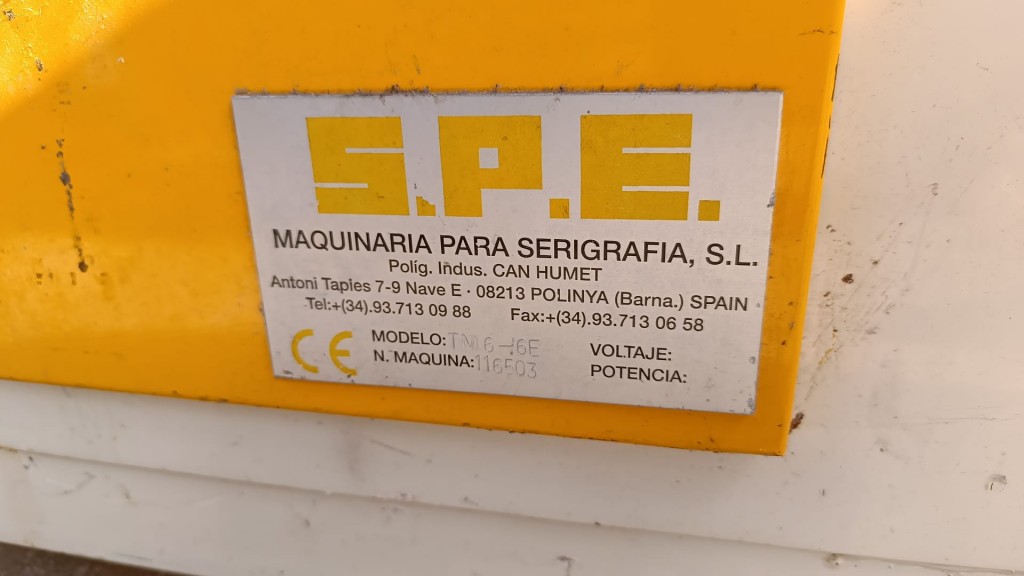 S.P.E.
MAQUINARIA PARA SERIGRAFIA, S.L.
Políg. Indus. CAN HUMET
Antoni Tapies 7-9 Nave E · 08213 POLINYA (Barna.) SPAIN
Tel:+(34).93.713 09 88 Fax:+(34).93.713 06 58
CE
MODELO: VOLTAJE:
N. MAQUINA:116503 POTENCIA: